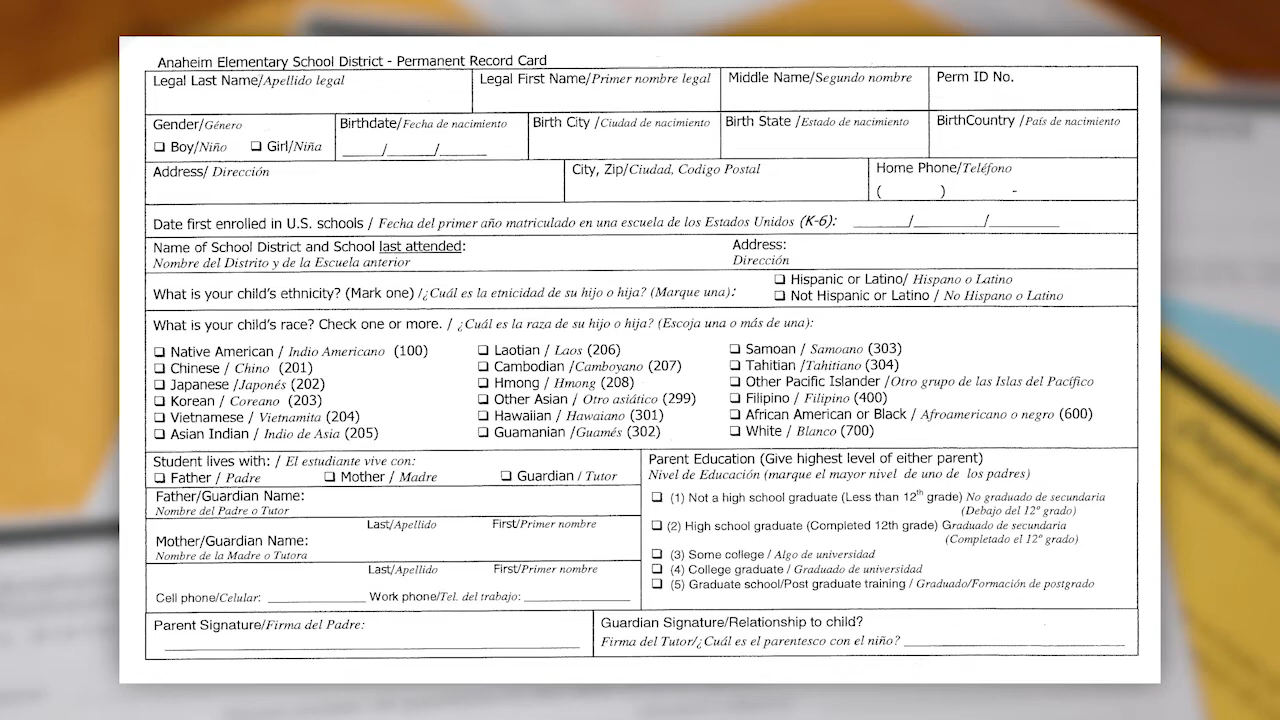 Anaheim Elementary School District - Permanent Record Card
Legal Last Name/Apellido legal
Legal First Name/Primer nombre legal
Middle Name/Segundo nombre
Perm ID No.
Gender/Género
❑ Boy/Niño ❑ Girl/Niña
Birthdate/Fecha de nacimiento
_____/_____/_____
Birth City /Ciudad de nacimiento
Birth State /Estado de nacimiento
BirthCountry /País de nacimiento
Address/ Dirección
City, Zip/Ciudad, Codigo Postal
Home Phone/Teléfono
( ) -
Date first enrolled in U.S. schools / Fecha del primer año matriculado en una escuela de los Estados Unidos (K-6): _____/_____/_____
Name of School District and School last attended:
Nombre del Distrito y de la Escuela anterior
Address:
Dirección
What is your child's ethnicity? (Mark one) /¿Cuál es la etnicidad de su hijo o hija? (Marque una):
❑ Hispanic or Latino/ Hispano o Latino
❑ Not Hispanic or Latino / No Hispano o Latino
What is your child's race? Check one or more. / ¿Cuál es la raza de su hijo o hija? (Escoja una o más de una):
❑ Native American / Indio Americano (100)
❑ Chinese / Chino (201)
❑ Japanese /Japonés (202)
❑ Korean / Coreano (203)
❑ Vietnamese / Vietnamita (204)
❑ Asian Indian / Indio de Asia (205)
❑ Laotian / Laos (206)
❑ Cambodian /Camboyano (207)
❑ Hmong / Hmong (208)
❑ Other Asian / Otro asiático (299)
❑ Hawaiian / Hawaiano (301)
❑ Guamanian /Guamés (302)
❑ Samoan / Samoano (303)
❑ Tahitian /Tahitiano (304)
❑ Other Pacific Islander /Otro grupo de las Islas del Pacífico
❑ Filipino / Filipino (400)
❑ African American or Black / Afroamericano o negro (600)
❑ White / Blanco (700)
Student lives with: / El estudiante vive con:
❑ Father / Padre ❑ Mother / Madre ❑ Guardian / Tutor
Father/Guardian Name:
Nombre del Padre o Tutor
Last/Apellido First/Primer nombre
Mother/Guardian Name:
Nombre de la Madre o Tutora
Last/Apellido First/Primer nombre
Cell phone/Celular: __________ Work phone/Tel. del trabajo: __________
Parent Education (Give highest level of either parent)
Nivel de Educación (marque el mayor nivel de uno de los padres)
❑ (1) Not a high school graduate (Less than 12th grade) No graduado de secundaria
(Debajo del 12º grado)
❑ (2) High school graduate (Completed 12th grade) Graduado de secundaria
(Completado el 12º grado)
❑ (3) Some college / Algo de universidad
❑ (4) College graduate / Graduado de universidad
❑ (5) Graduate school/Post graduate training / Graduado/Formación de postgrado
Parent Signature/Firma del Padre:
Guardian Signature/Relationship to child?
Firma del Tutor/¿Cuál es el parentesco con el niño? __________